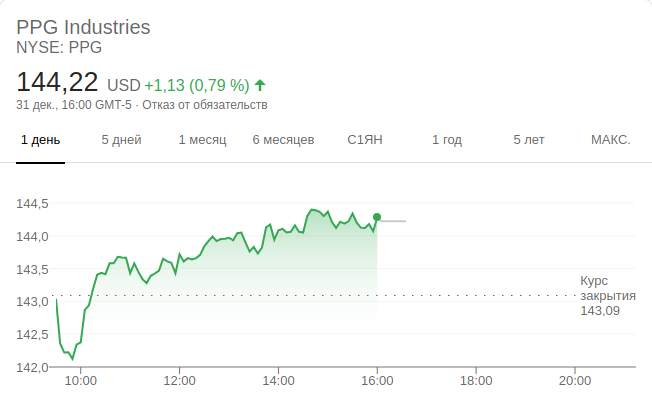 PPG Industries
NYSE: PPG
144,22 USD +1,13 (0,79 %)
31 дек., 16:00 GMT-5 · Отказ от обязательств
1 день 5 дней 1 месяц 6 месяцев С1ЯН 1 год 5 лет МАКС.
144,5
144,0
143,5
143,0
142,5
142,0
Курс
закрытия
143,09
10:00 12:00 14:00 16:00 18:00 20:00